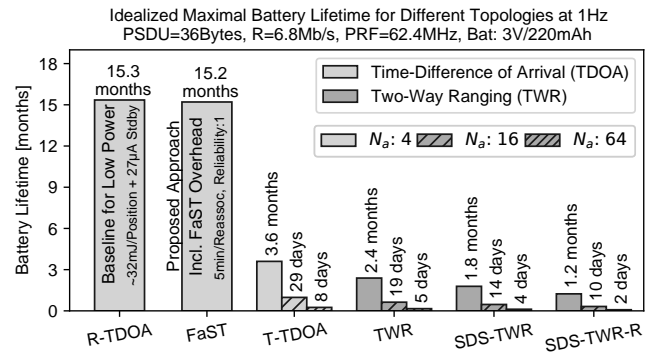 Idealized Maximal Battery Lifetime for Different Topologies at 1Hz
PSDU=36Bytes, R=6.8Mb/s, PRF=62.4MHz, Bat: 3V/220mAh
Battery Lifetime [months]
18
15
12
9
6
3
0
Time-Difference of Arrival (TDOA)
Two-Way Ranging (TWR)
Nₐ: 4
Nₐ: 16
Nₐ: 64
15.3
months
Baseline for Low Power
~32mJ/Position + 27μA Stdby
15.2
months
Proposed Approach
Incl. FaST Overhead
5min/Reassoc, Reliability:1
3.6 months
29 days
8 days
2.4 months
19 days
5 days
1.8 months
14 days
4 days
1.2 months
10 days
2 days
R-TDOA
FaST
T-TDOA
TWR
SDS-TWR
SDS-TWR-R